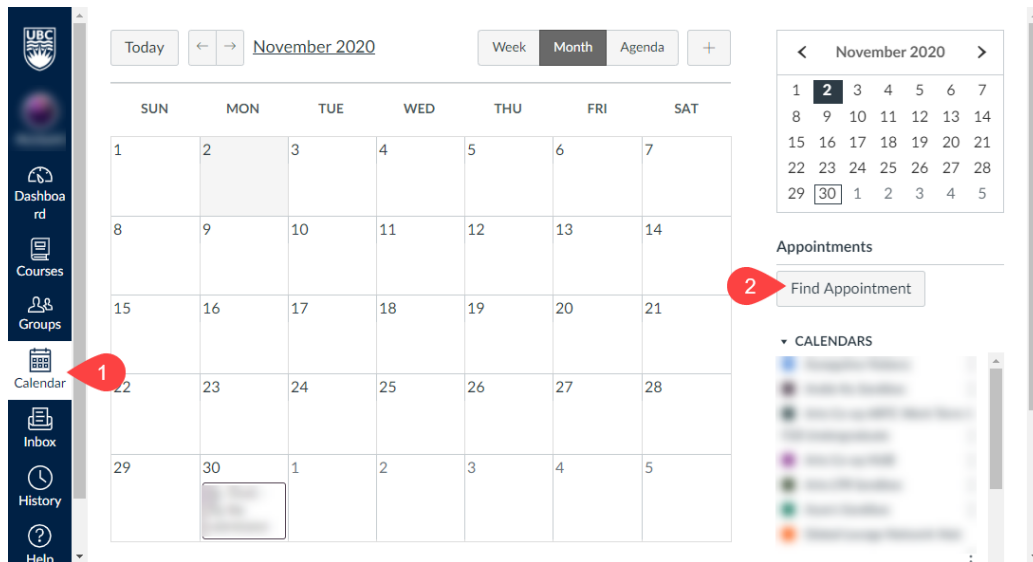 UBC
Dashboa
rd
Courses
Groups
Calendar
Inbox
History
Help
1
Today ← → November 2020 Week Month Agenda +
SUN MON TUE WED THU FRI SAT
1 2 3 4 5 6 7
8 9 10 11 12 13 14
15 16 17 18 19 20 21
22 23 24 25 26 27 28
29 30 1 2 3 4 5
< November 2020 >
1 2 3 4 5 6 7
8 9 10 11 12 13 14
15 16 17 18 19 20 21
22 23 24 25 26 27 28
29 30 1 2 3 4 5
Appointments
2 Find Appointment
CALENDARS